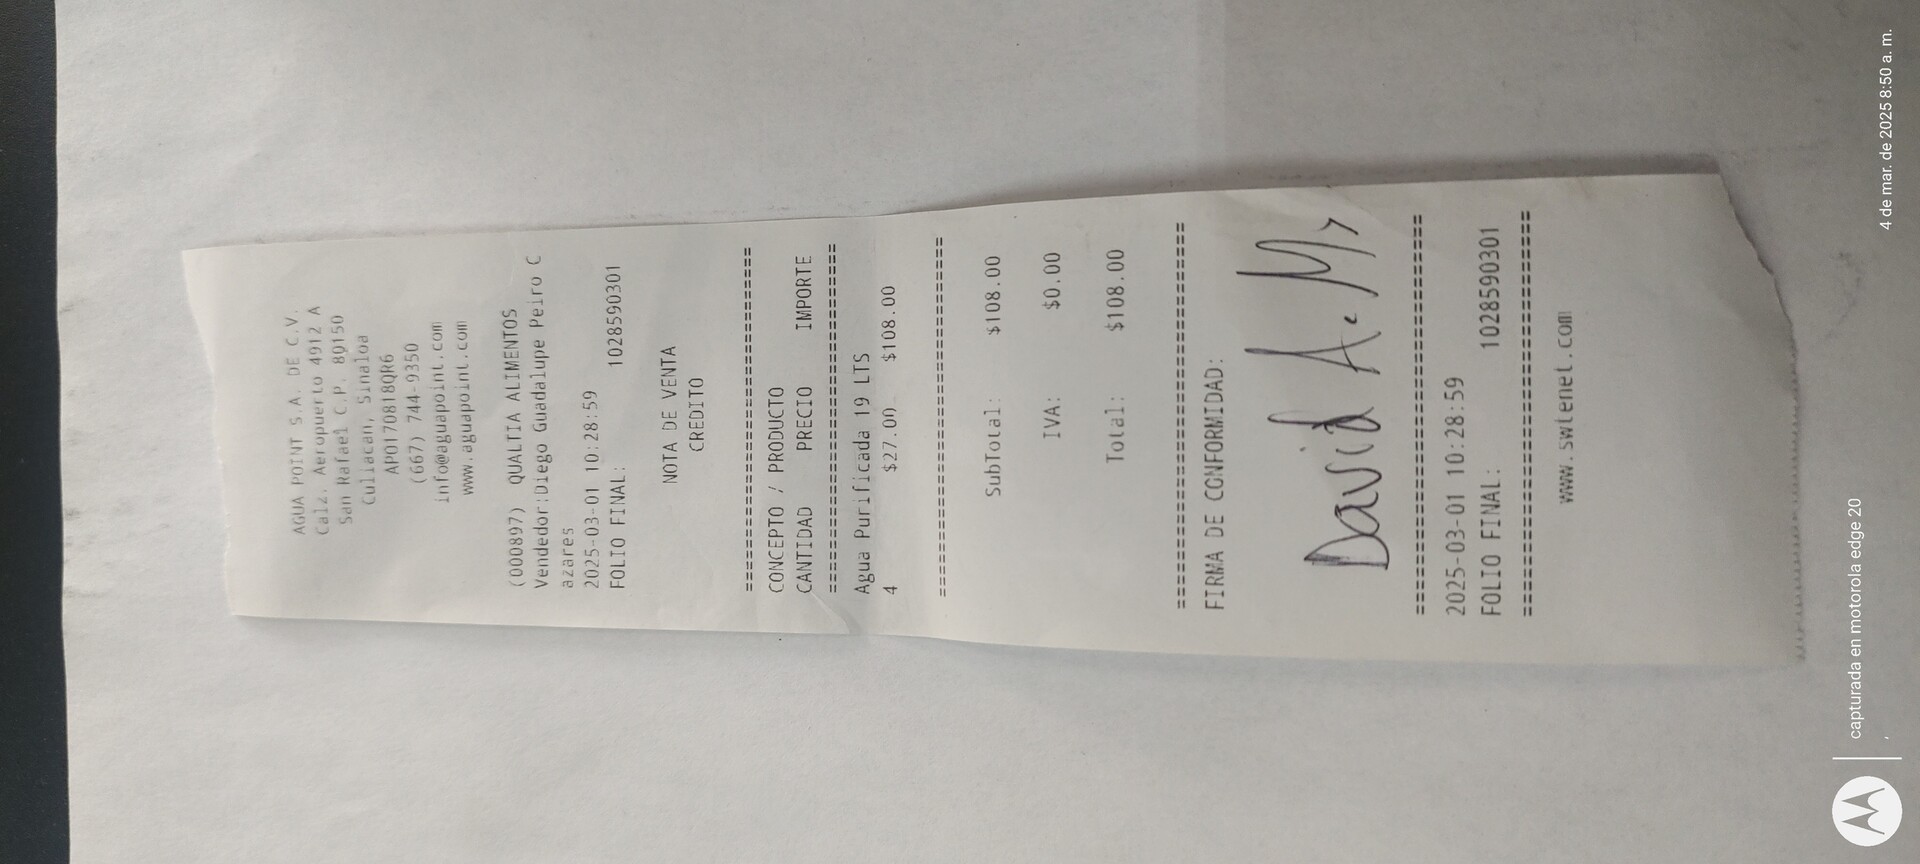 AGUA POINT S.A. DE C.V.
Calz. Aeropuerto 4912 A
San Rafael C.P. 80150
Culiacan, Sinaloa
APO170818QR6
(667) 744-9350
info@aguapoint.com
www.aguapoint.com
(000897) QUALTIA ALIMENTOS
Vendedor:Diego Guadalupe Peiro C
azares
2025-03-01 10:28:59
FOLIO FINAL: 1028590301
NOTA DE VENTA
CREDITO
================================
CONCEPTO / PRODUCTO
CANTIDAD PRECIO IMPORTE
================================
Agua Purificada 19 LTS
4 $27.00 $108.00
================================
SubTotal: $108.00
IVA: $0.00
Total: $108.00
================================
FIRMA DE CONFORMIDAD:
David A.
================================
2025-03-01 10:28:59
FOLIO FINAL: 1028590301
================================
www.swtenet.com
capturada en motorola edge 20
4 de mar. de 2025 8:50 a. m.